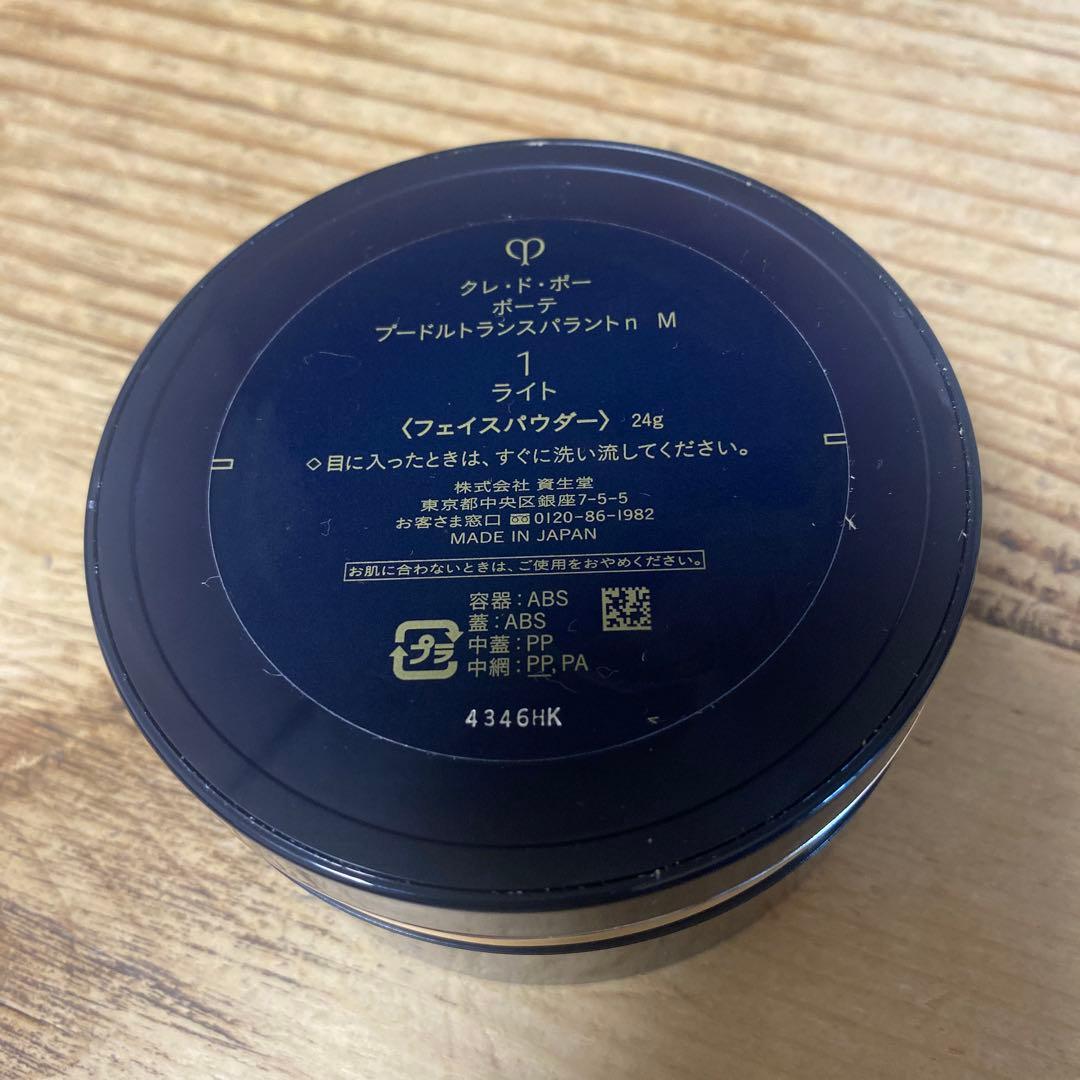 クレ・ド・ポー
ボーテ
プードルトランスパラントn M
1
ライト
〈フェイスパウダー〉 24g
◇目に入ったときは、すぐに洗い流してください。
株式会社 資生堂
東京都中央区銀座7-5-5
お客さま窓口 0120-86-1982
MADE IN JAPAN
お肌に合わないときは、ご使用をおやめください。
容器:ABS
蓋:ABS
中蓋:PP
中網:PP,PA
プラ
4346HK